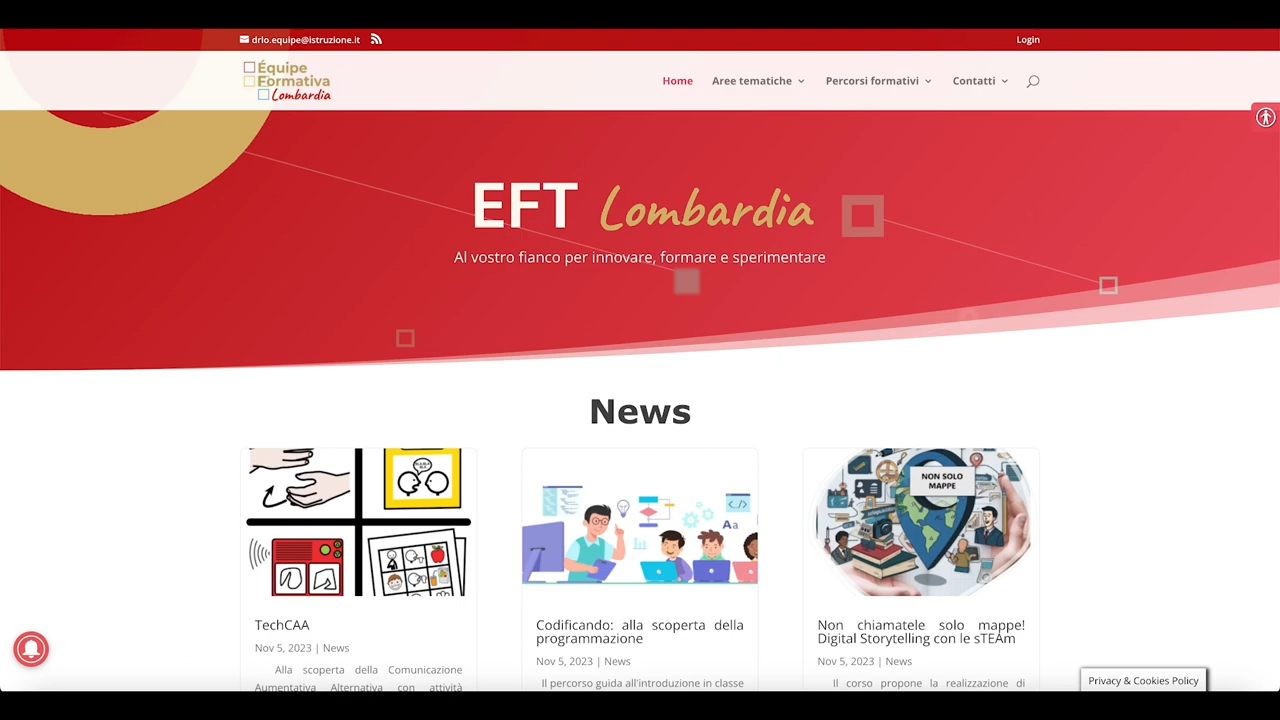 drlo.equipe@istruzione.it
Login
Équipe
Formativa
Lombardia
Home
Aree tematiche
Percorsi formativi
Contatti
EFT Lombardia
Al vostro fianco per innovare, formare e sperimentare
News
NON SOLO
MAPPE
Aa
TechCAA
Nov 5, 2023 | News
Alla scoperta della Comunicazione
Aumentativa Alternativa con attività
Codificando: alla scoperta della
programmazione
Nov 5, 2023 | News
Il percorso guida all'introduzione in classe
Non chiamatele solo mappe!
Digital Storytelling con le sTEAm
Nov 5, 2023 | News
Il corso propone la realizzazione di
Privacy & Cookies Policy